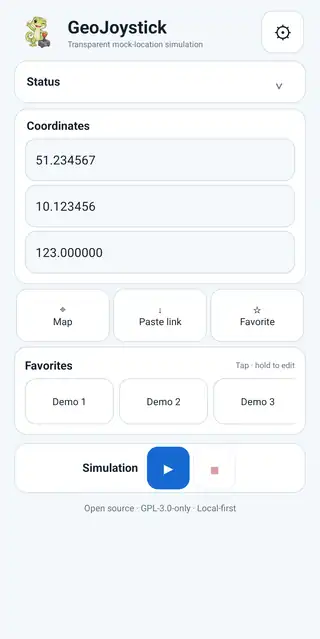 GeoJoystick
Transparent mock-location simulation
Status
Coordinates
51.234567
10.123456
123.000000
Map
Paste link
Favorite
Favorites
Tap · hold to edit
Demo 1
Demo 2
Demo 3
Simulation
Open source · GPL-3.0-only · Local-first